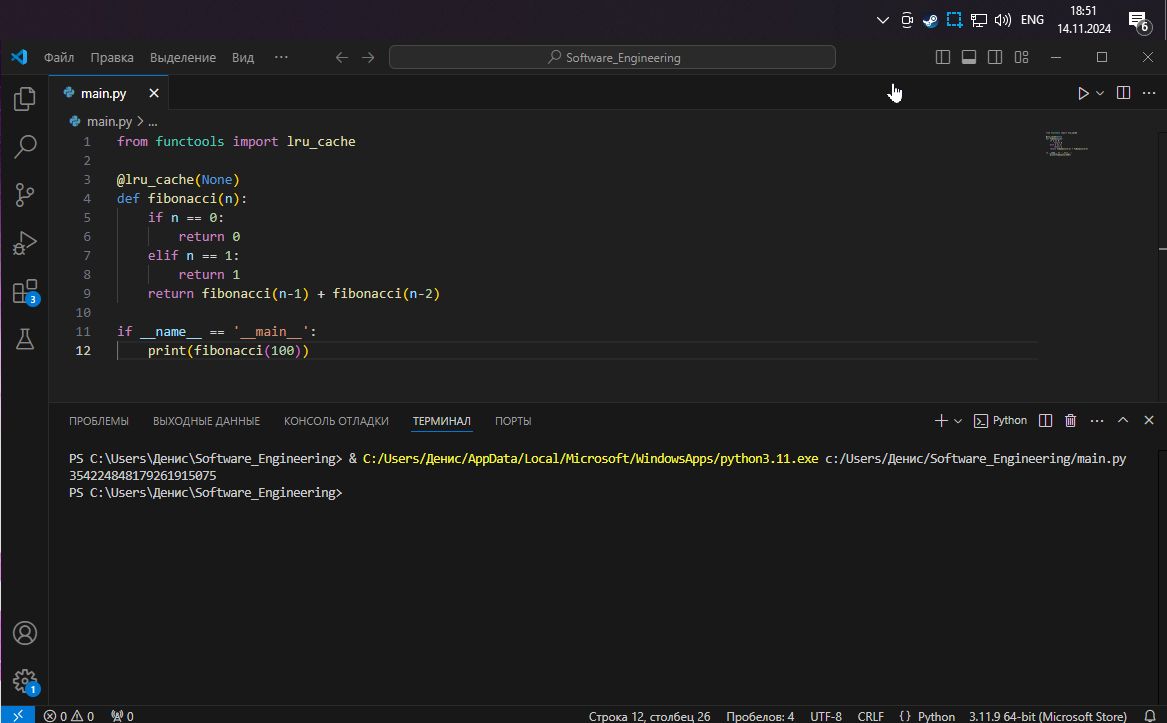 18:51
ENG
14.11.2024
6
Файл Правка Выделение Вид ··· Software_Engineering
main.py
main.py > ...
1 from functools import lru_cache
2
3 @lru_cache(None)
4 def fibonacci(n):
5     if n == 0:
6         return 0
7     elif n == 1:
8         return 1
9     return fibonacci(n-1) + fibonacci(n-2)
10
11 if __name__ == '__main__':
12     print(fibonacci(100))
3
ПРОБЛЕМЫ ВЫХОДНЫЕ ДАННЫЕ КОНСОЛЬ ОТЛАДКИ ТЕРМИНАЛ ПОРТЫ Python
PS C:\Users\Денис\Software_Engineering> & C:/Users/Денис/AppData/Local/Microsoft/WindowsApps/python3.11.exe c:/Users/Денис/Software_Engineering/main.py
354224848179261915075
PS C:\Users\Денис\Software_Engineering>
1
0 0 0 Строка 12, столбец 26 Пробелов: 4 UTF-8 CRLF {} Python 3.11.9 64-bit (Microsoft Store)